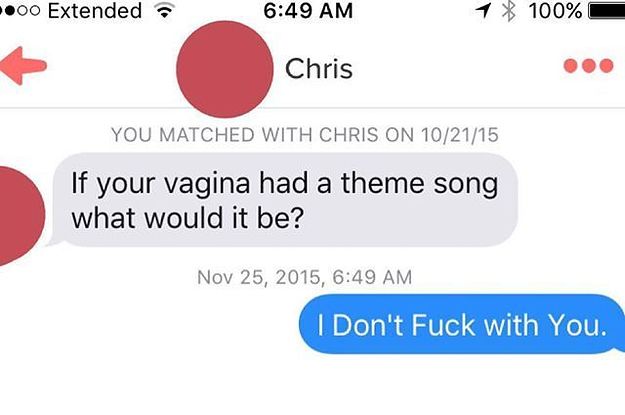 Extended 6:49 AM 100%
Chris
YOU MATCHED WITH CHRIS ON 10/21/15
If your vagina had a theme song
what would it be?
Nov 25, 2015, 6:49 AM
I Don't Fuck with You.